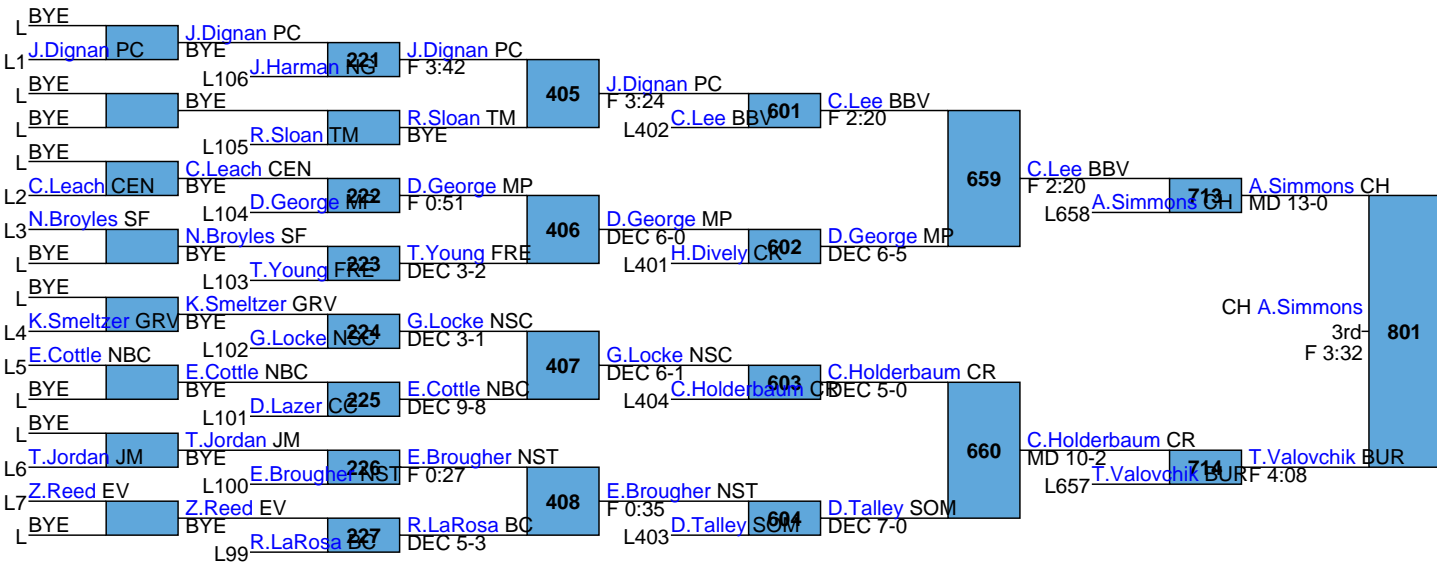 BYE
L
J.Dignan PC
L1
BYE
L
BYE
L
BYE
L
C.Leach CEN
L2
N.Broyles SF
L3
BYE
L
BYE
L
K.Smeltzer GRV
L4
E.Cottle NBC
L5
BYE
L
BYE
L
T.Jordan JM
L6
Z.Reed EV
L7
BYE
L
J.Dignan PC
BYE
L106
J.Harman NG
221
BYE
L105
R.Sloan TM
C.Leach CEN
BYE
L104
D.George MP
222
N.Broyles SF
BYE
L103
T.Young FRE
223
K.Smeltzer GRV
BYE
L102
G.Locke NSC
224
E.Cottle NBC
BYE
L101
D.Lazer CC
225
T.Jordan JM
BYE
L100
E.Brougher NST
226
Z.Reed EV
BYE
L99
R.LaRosa BC
227
J.Dignan PC
F 3:42
405
R.Sloan TM
BYE
D.George MP
F 0:51
406
T.Young FRE
DEC 3-2
G.Locke NSC
DEC 3-1
407
E.Cottle NBC
DEC 9-8
E.Brougher NST
F 0:27
408
R.LaRosa BC
DEC 5-3
J.Dignan PC
F 3:24
L402
C.Lee BBV
601
D.George MP
DEC 6-0
L401
H.Dively CR
602
G.Locke NSC
DEC 6-1
L404
C.Holderbaum CR
603
E.Brougher NST
F 0:35
L403
D.Talley SOM
604
C.Lee BBV
F 2:20
659
D.George MP
DEC 6-5
C.Holderbaum CR
DEC 5-0
660
D.Talley SOM
DEC 7-0
C.Lee BBV
F 2:20
L658
A.Simmons CH
713
C.Holderbaum CR
MD 10-2
L657
T.Valovchik BUR
714
A.Simmons CH
MD 13-0
801
T.Valovchik BUR
F 4:08
CH A.Simmons
3rd
F 3:32